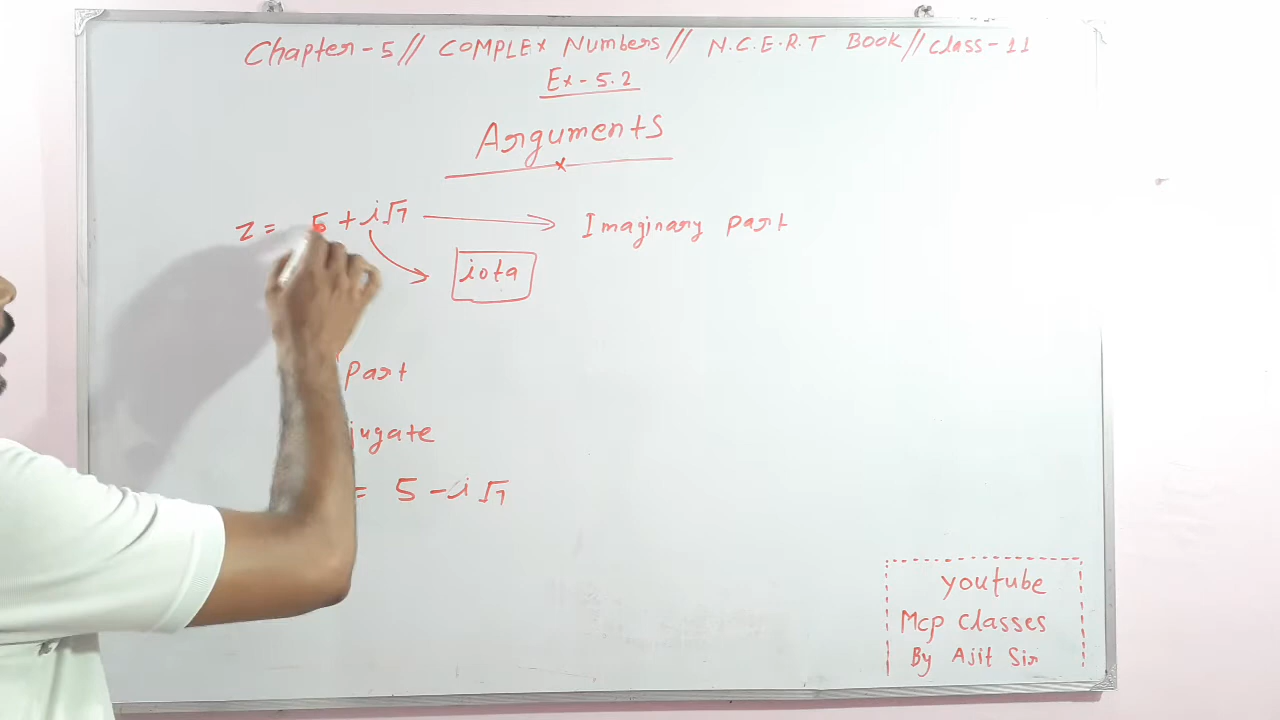 Chapter-5// COMPLEX Numbers// N.C.E.R.T BOOK// Class-11
Ex-5.2
Arguments
z = 5 + i√7
Imaginary part
iota
part
jugate
= 5 - i√7
youtube
Mcp Classes
By Ajit Sir